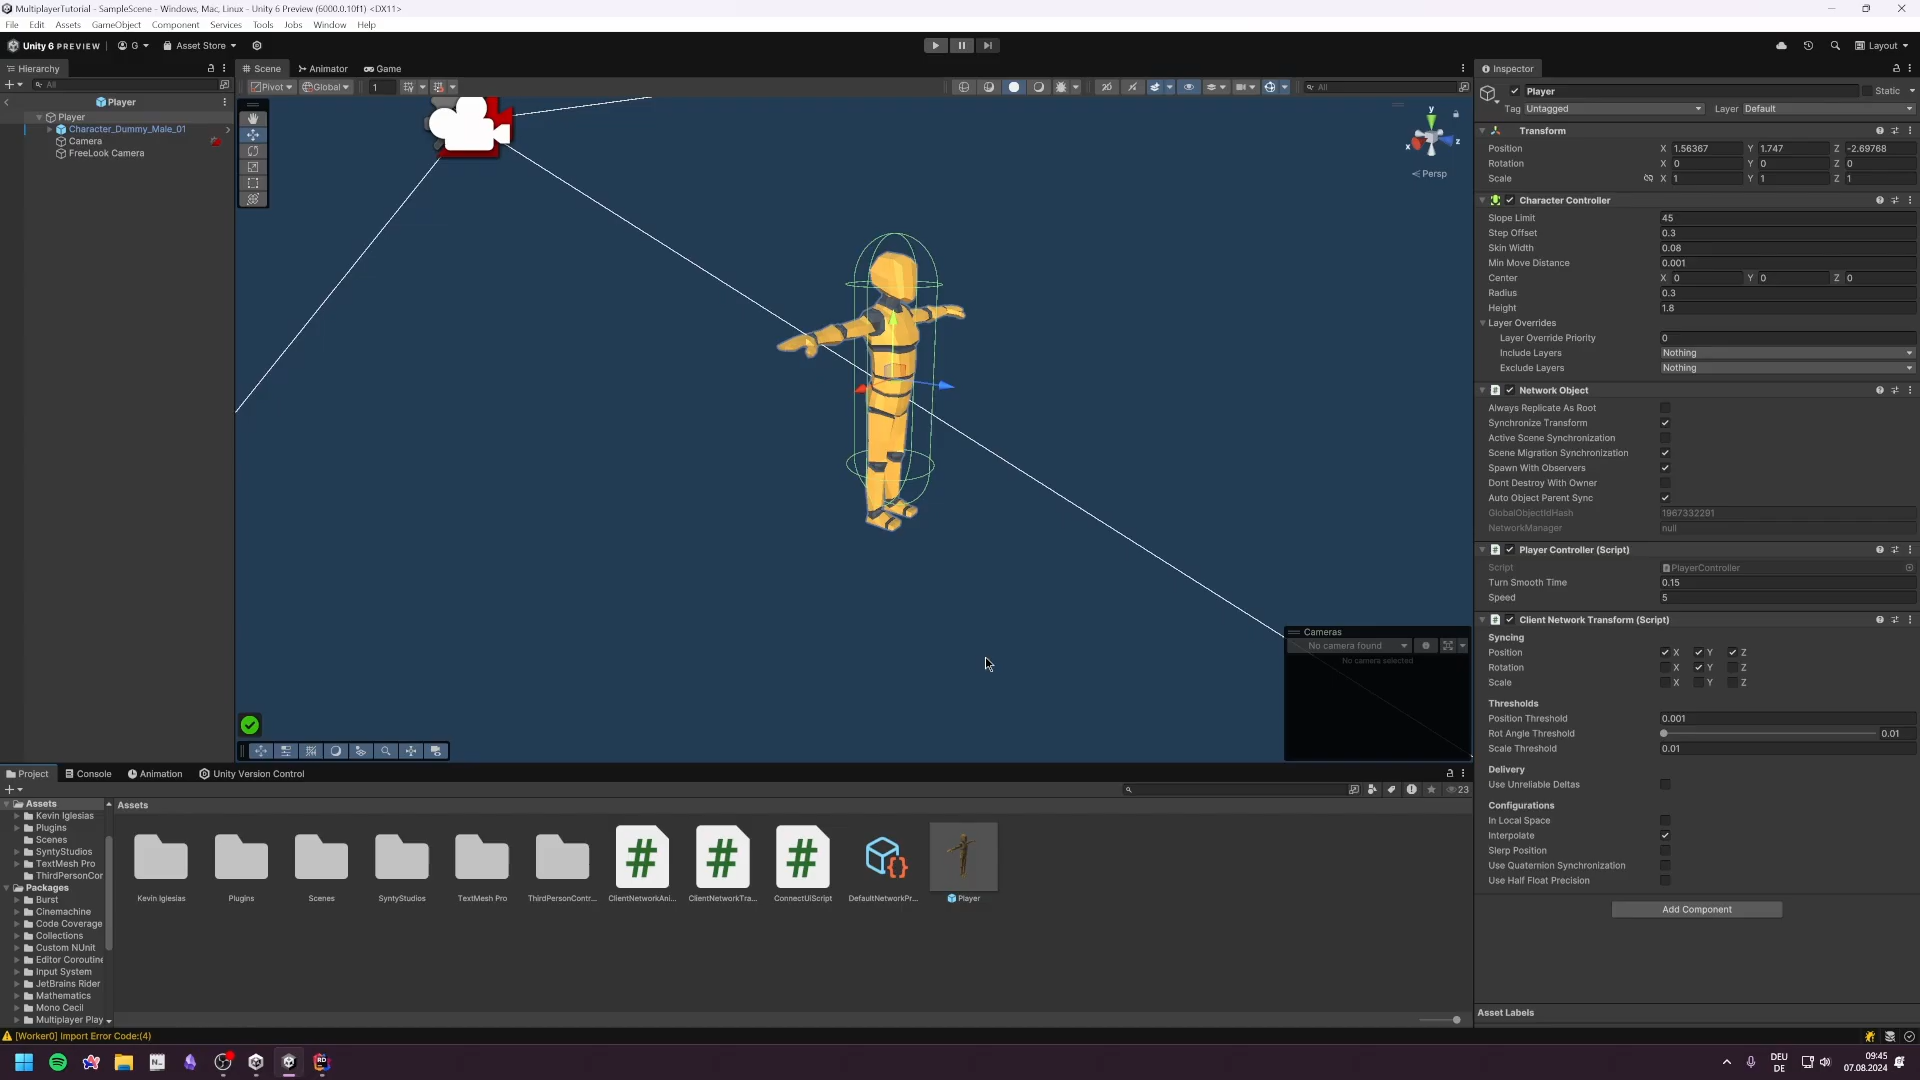 MultiplayerTutorial - SampleScene - Windows, Mac, Linux - Unity 6 Preview (6000.0.10f1) <DX11>
File Edit Assets GameObject Component Services Tools Jobs Window Help
Unity 6 PREVIEW G Asset Store Layout
Hierarchy
All
Player
Player
Character_Dummy_Male_01
Camera
FreeLook Camera
Scene Animator Game
Pivot Global 1 2D All
y
x z
Persp
Cameras
No camera found
No camera selected
Inspector
Player Static
Tag Untagged Layer Default
Transform
Position X 1.56367 Y 1.747 Z -2.69768
Rotation X 0 Y 0 Z 0
Scale X 1 Y 1 Z 1
Character Controller
Slope Limit 45
Step Offset 0.3
Skin Width 0.08
Min Move Distance 0.001
Center X 0 Y 0 Z 0
Radius 0.3
Height 1.8
Layer Overrides
Layer Override Priority 0
Include Layers Nothing
Exclude Layers Nothing
Network Object
Always Replicate As Root
Synchronize Transform
Active Scene Synchronization
Scene Migration Synchronization
Spawn With Observers
Dont Destroy With Owner
Auto Object Parent Sync
GlobalObjectIdHash 1967332291
NetworkManager null
Player Controller (Script)
Script PlayerController
Turn Smooth Time 0.15
Speed 5
Client Network Transform (Script)
Syncing
Position X Y Z
Rotation X Y Z
Scale X Y Z
Thresholds
Position Threshold 0.001
Rot Angle Threshold 0.01
Scale Threshold 0.01
Delivery
Use Unreliable Deltas
Configurations
In Local Space
Interpolate
Slerp Position
Use Quaternion Synchronization
Use Half Float Precision
Add Component
Asset Labels
Project Console Animation Unity Version Control
23
Assets
Kevin Iglesias
Plugins
Scenes
SyntyStudios
TextMesh Pro
ThirdPersonCor
Packages
Burst
Cinemachine
Code Coverage
Collections
Custom NUnit
Editor Coroutine
Input System
JetBrains Rider
Mathematics
Mono Cecil
Multiplayer Play
Assets
Kevin Iglesias Plugins Scenes SyntyStudios TextMesh Pro ThirdPersonContr... ClientNetworkAni... ClientNetworkTra... ConnectUiScript DefaultNetworkPr... Player
[Worker0] Import Error Code:(4)
DEU
DE
09:45
07.08.2024